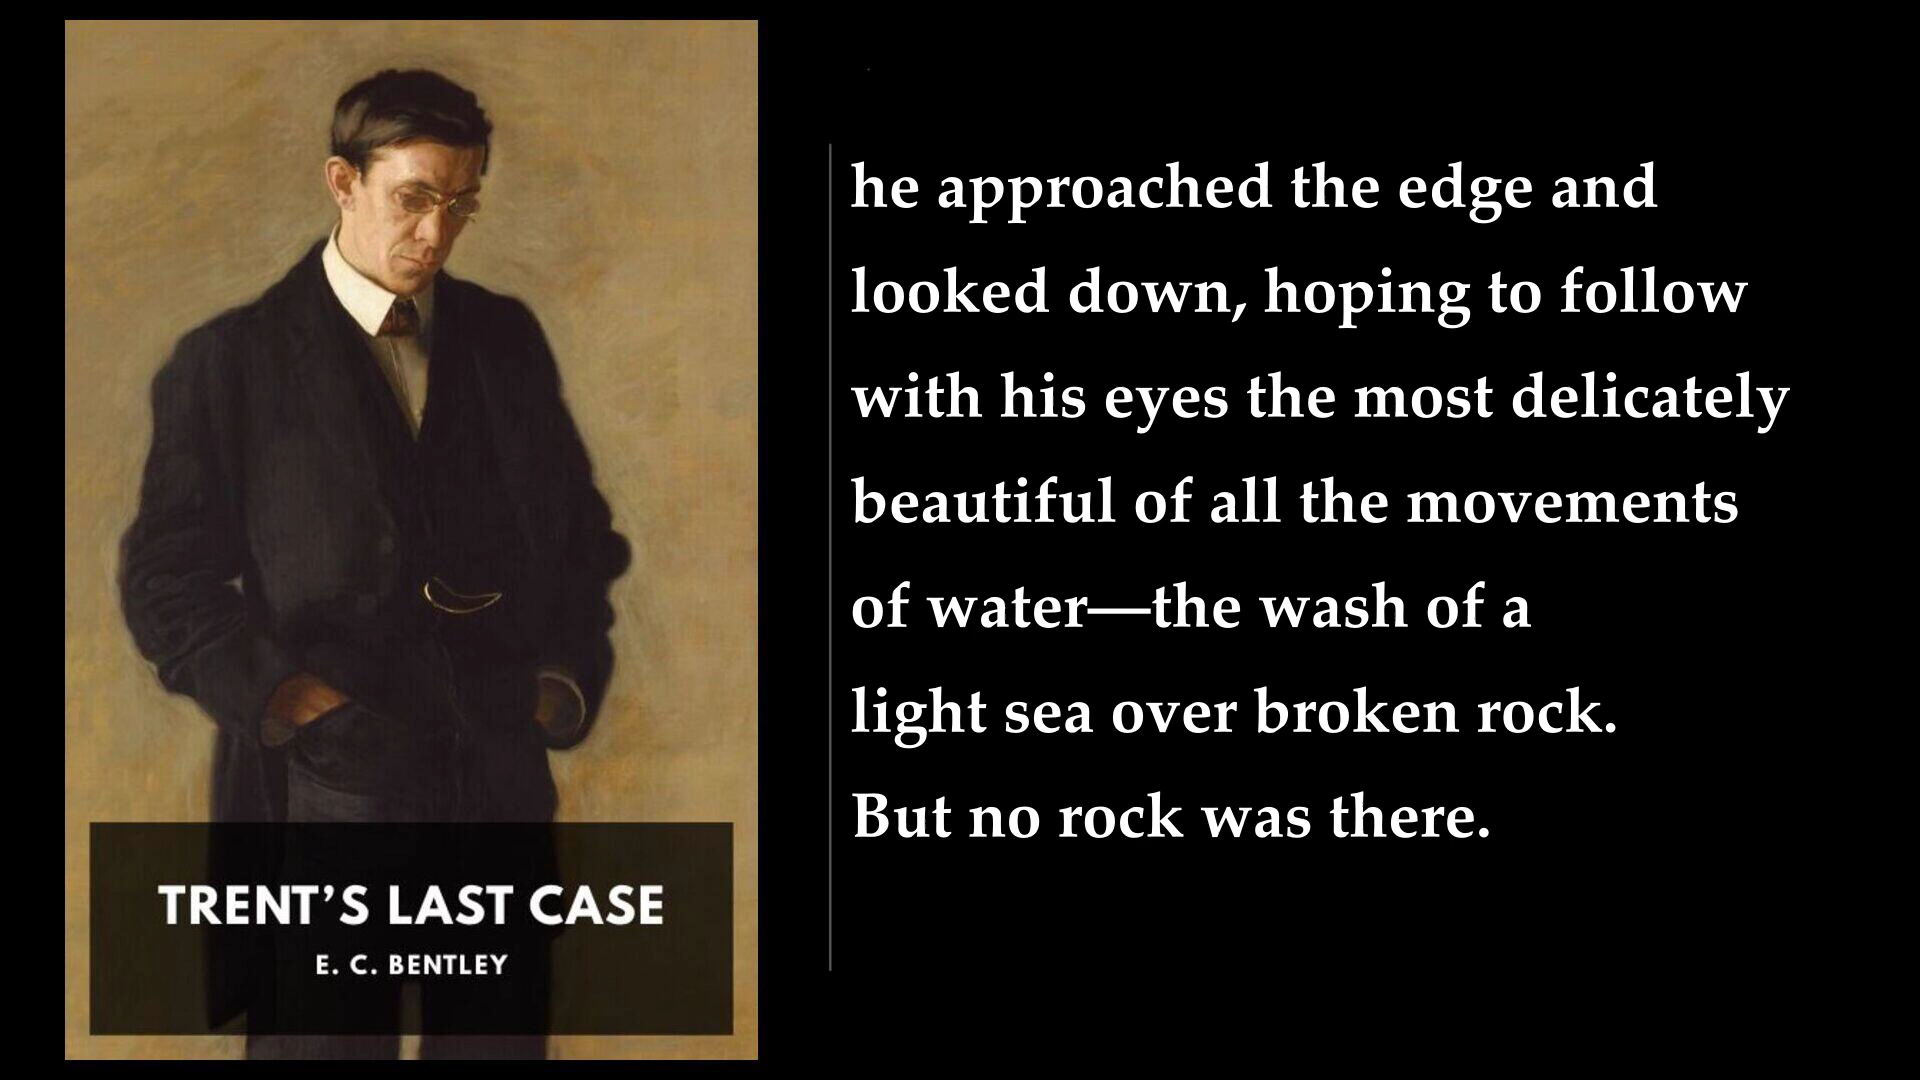 TRENT’S LAST CASE
E. C. BENTLEY
he approached the edge and
looked down, hoping to follow
with his eyes the most delicately
beautiful of all the movements
of water—the wash of a
light sea over broken rock.
But no rock was there.